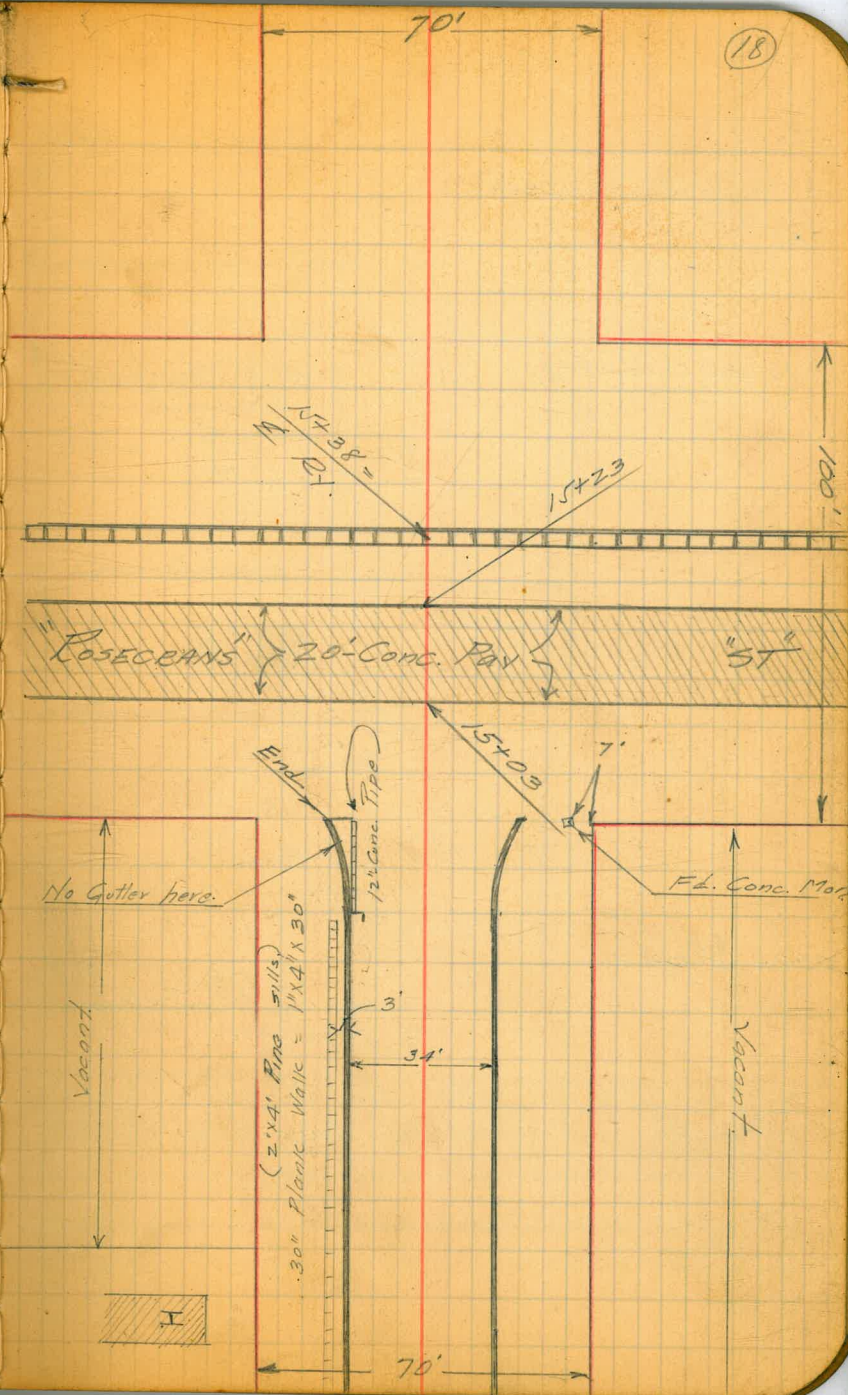 70'
18
15+38
15+23
100'
"ROSECRANS" 20'-Conc. Pav "ST"
15+03
7'
End
12" Conc. Pipe
No Gutter here.
Fd. Conc. Mon.
Vacant
(2"x4" Pine sills)
30" Plank Walk = 1"x4"x30"
3'
34'
Vacant
H
70'